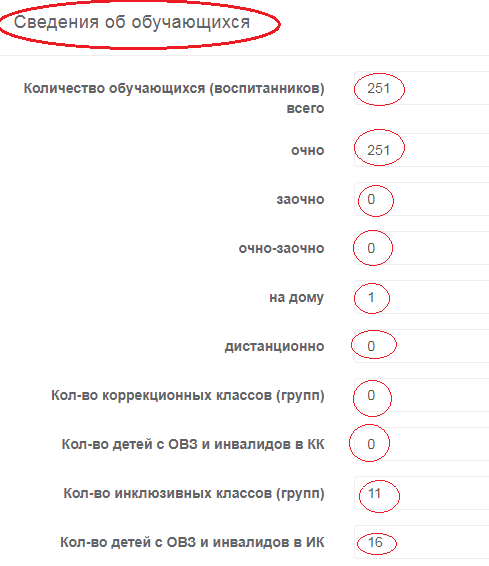 Сведения об обучающихся
Количество обучающихся (воспитанников) 251
всего
очно 251
заочно 0
очно-заочно 0
на дому 1
дистанционно 0
Кол-во коррекционных классов (групп) 0
Кол-во детей с ОВЗ и инвалидов в КК 0
Кол-во инклюзивных классов (групп) 11
Кол-во детей с ОВЗ и инвалидов в ИК 16